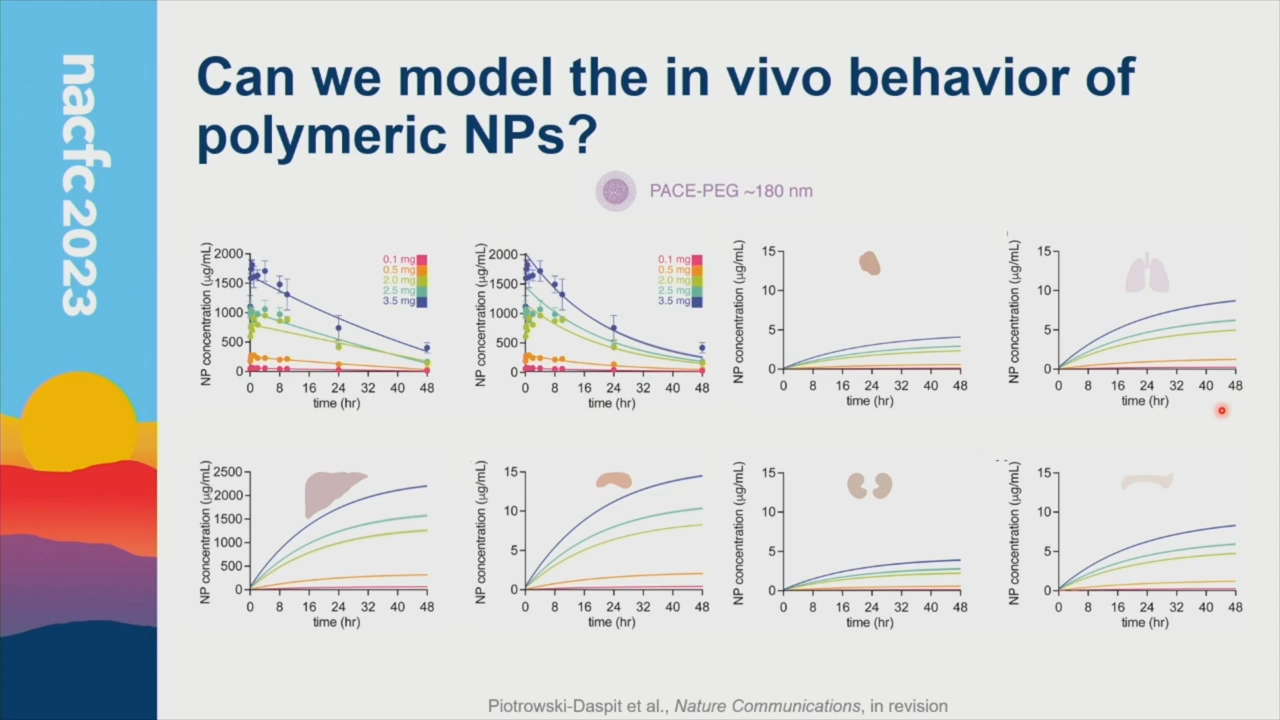 nacfc 2023
Can we model the in vivo behavior of
polymeric NPs?
PACE-PEG ~180 nm
NP concentration (µg/mL)
2000
1500
1000
500
0
0 8 16 24 32 40 48
time (hr)
0.1 mg
0.5 mg
2.0 mg
2.5 mg
3.5 mg
NP concentration (µg/mL)
2000
1500
1000
500
0
0 8 16 24 32 40 48
time (hr)
0.1 mg
0.5 mg
2.0 mg
2.5 mg
3.5 mg
NP concentration (µg/mL)
15
10
5
0
0 8 16 24 32 40 48
time (hr)
NP concentration (µg/mL)
15
10
5
0
0 8 16 24 32 40 48
time (hr)
NP concentration (µg/mL)
2500
2000
1500
1000
500
0
0 8 16 24 32 40 48
time (hr)
NP concentration (µg/mL)
15
10
5
0
0 8 16 24 32 40 48
time (hr)
NP concentration (µg/mL)
15
10
5
0
0 8 16 24 32 40 48
time (hr)
NP concentration (µg/mL)
15
10
5
0
0 8 16 24 32 40 48
time (hr)
Piotrowski-Daspit et al., Nature Communications, in revision